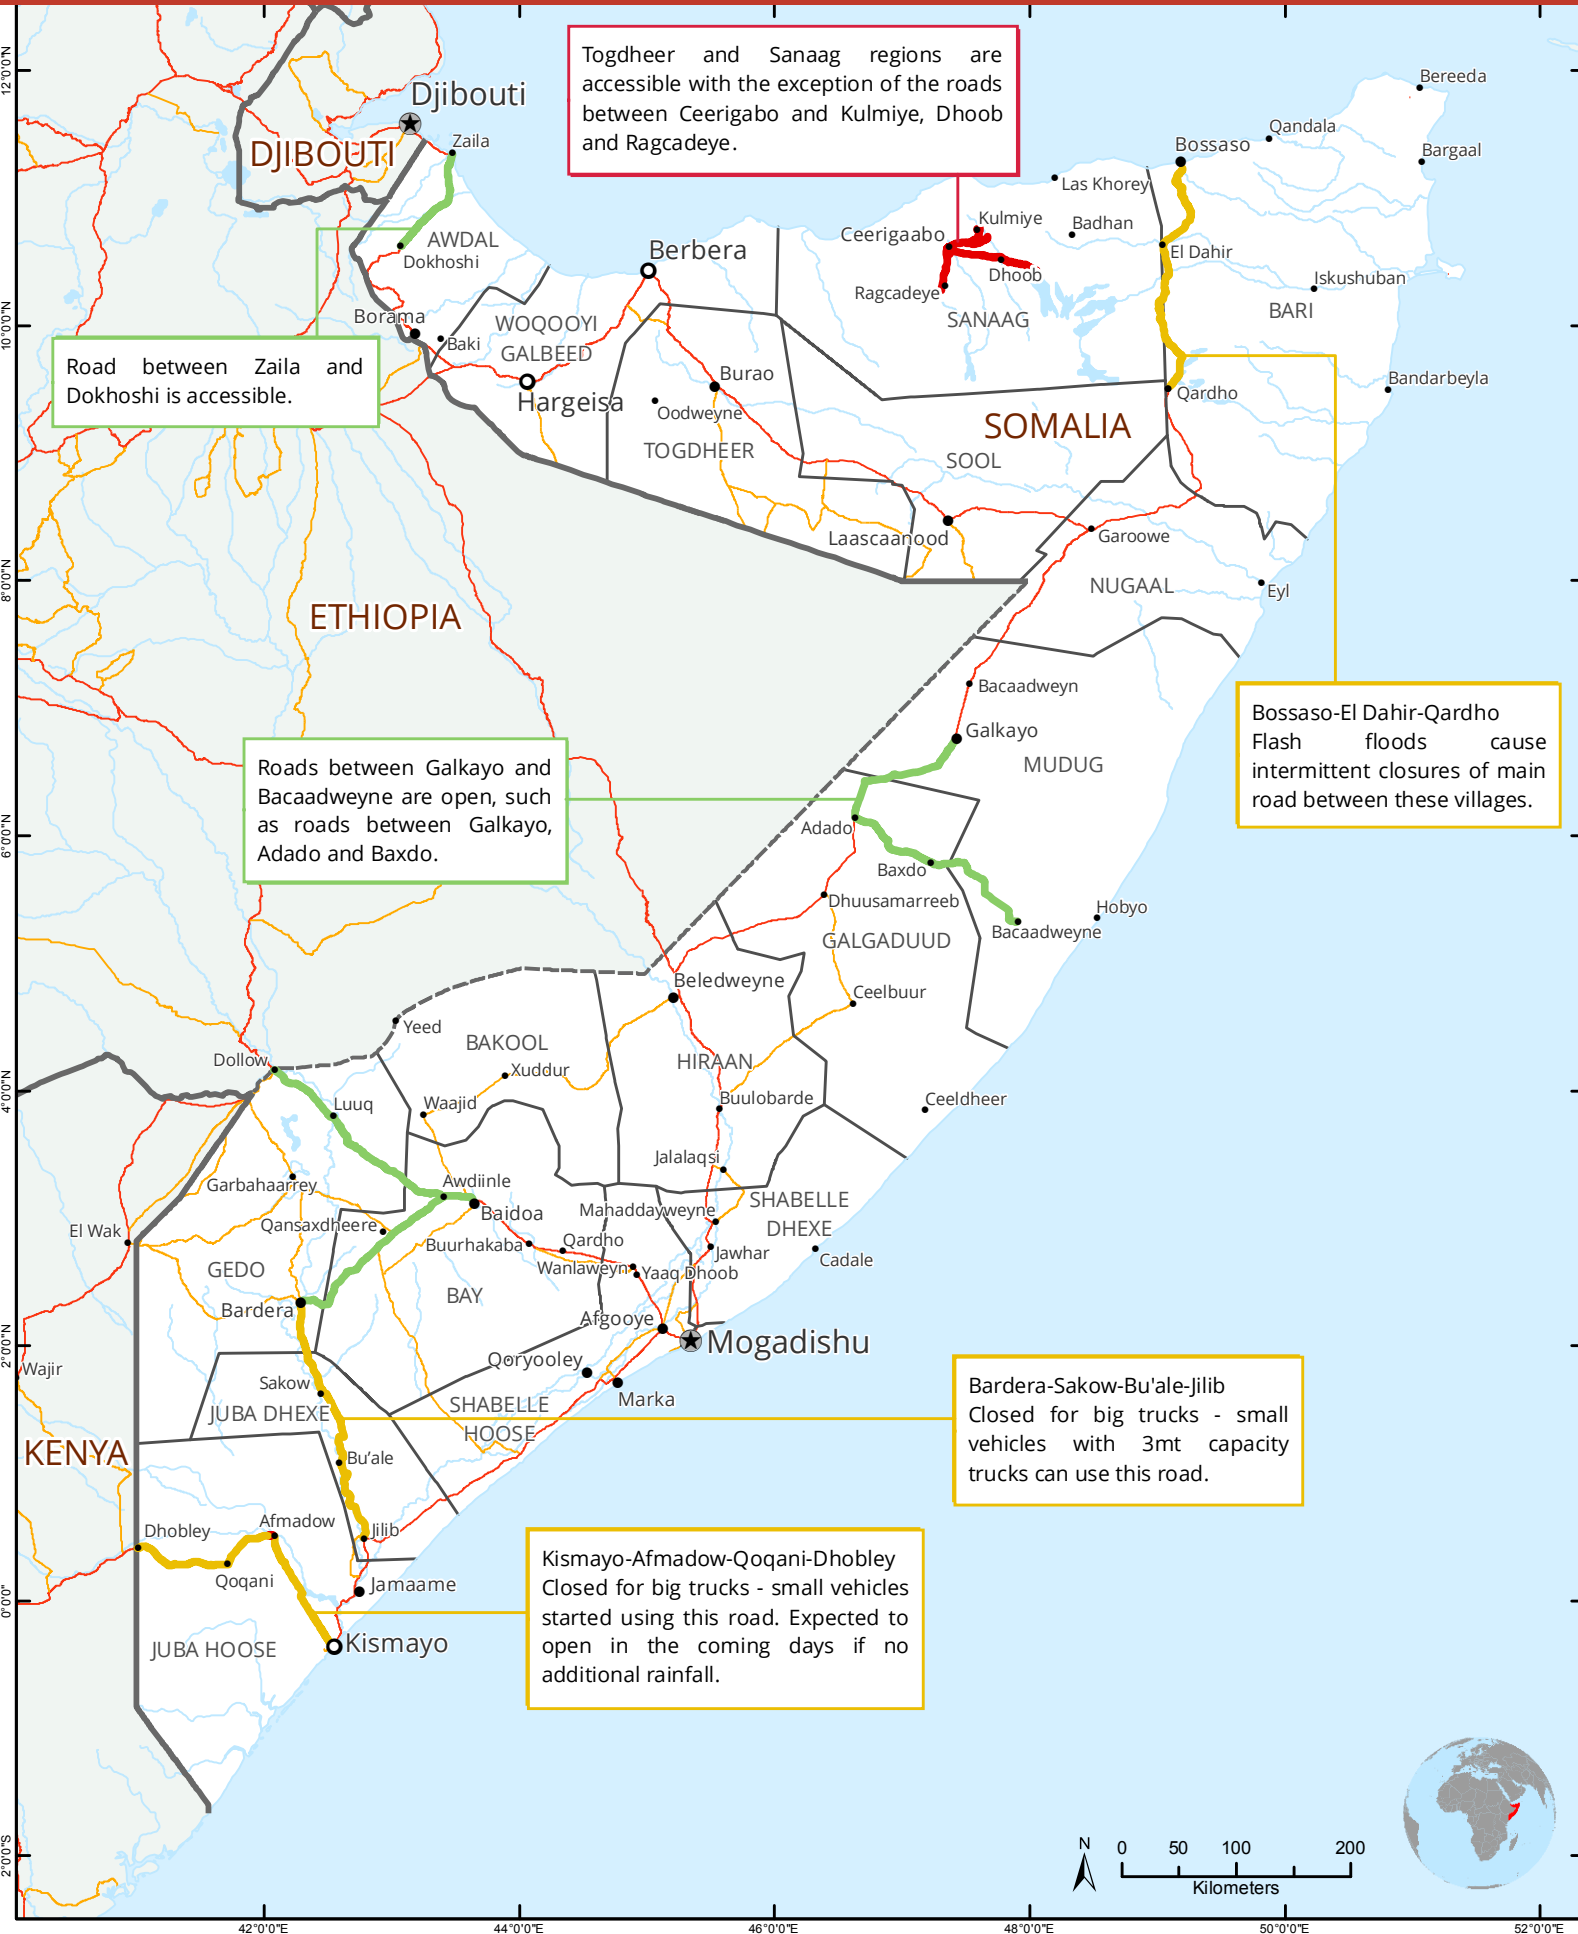 Togdheer and Sanaag regions are
accessible with the exception of the roads
between Ceerigabo and Kulmiye, Dhoob
and Ragcadeye.
Bereeda
Djibouti
Qandala
Zaila
Bossaso
Bargaal
DJIBOUTI
Las Khorey
Kulmiye
Badhan
Ceerigaabo
AWDAL
Berbera
El Dahir
Dokhoshi
Dhoob
Iskushuban
Ragcadeye
BARI
Borama
WOQOOYI
GALBEED
SANAAG
Baki
Road between Zaila and
Dokhoshi is accessible.
Burao
Bandarbeyla
Qardho
Hargeisa
Oodweyne
SOMALIA
TOGDHEER
SOOL
Laascaanood
Garoowe
NUGAAL
Eyl
ETHIOPIA
Bacaadweyn
Bossaso-El Dahir-Qardho
Flash floods cause
intermittent closures of main
road between these villages.
Galkayo
MUDUG
Roads between Galkayo and
Bacaadweyne are open, such
as roads between Galkayo,
Adado and Baxdo.
Adado
Baxdo
Dhuusamarreeb
Hobyo
Bacaadweyne
GALGADUUD
Beledweyne
Ceelbuur
Yeed
BAKOOL
Dollow
HIRAAN
Xuddur
Luuq
Waajid
Buulobarde
Ceeldheer
Jalalaqsi
Garbahaarrey
Awdiinle
SHABELLE
DHEXE
Baidoa
Mahaddayweyne
El Wak
Qansaxdheere
Buurhakaba
Qardho
Jawhar
Cadale
GEDO
Wanlaweyn
Yaaq Dhoob
BAY
Bardera
Afgooye
Mogadishu
Wajir
Qoryooley
Sakow
Marka
JUBA DHEXE
SHABELLE
HOOSE
Bardera-Sakow-Bu'ale-Jilib
Closed for big trucks - small
vehicles with 3mt capacity
trucks can use this road.
KENYA
Bu'ale
Dhobley
Afmadow
Jilib
Qoqani
Jamaame
Kismayo-Afmadow-Qoqani-Dhobley
Closed for big trucks - small vehicles
started using this road. Expected to
open in the coming days if no
additional rainfall.
JUBA HOOSE
Kismayo
N
0 50 100 200
Kilometers
12°0'0"N
10°0'0"N
8°0'0"N
6°0'0"N
4°0'0"N
2°0'0"N
0°0'0"
2°0'0"S
42°0'0"E 44°0'0"E 46°0'0"E 48°0'0"E 50°0'0"E 52°0'0"E